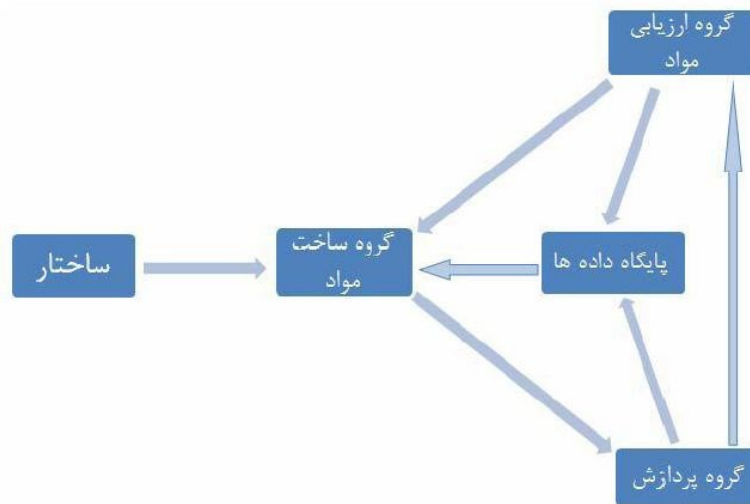 گروه ارزیابی
مواد
ساختار
گروه ساخت
مواد
پایگاه داده ها
گروه پردازش